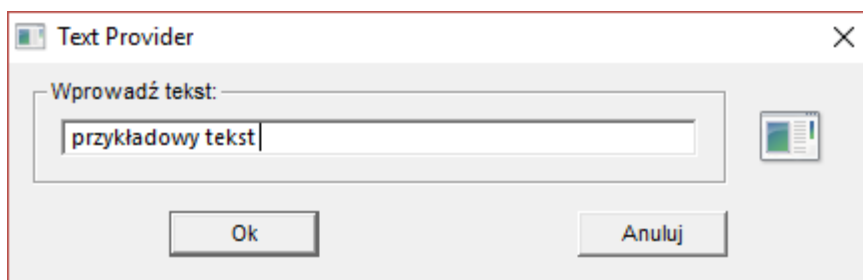 Text Provider
Wprowadź tekst:
przykładowy tekst
Ok
Anuluj